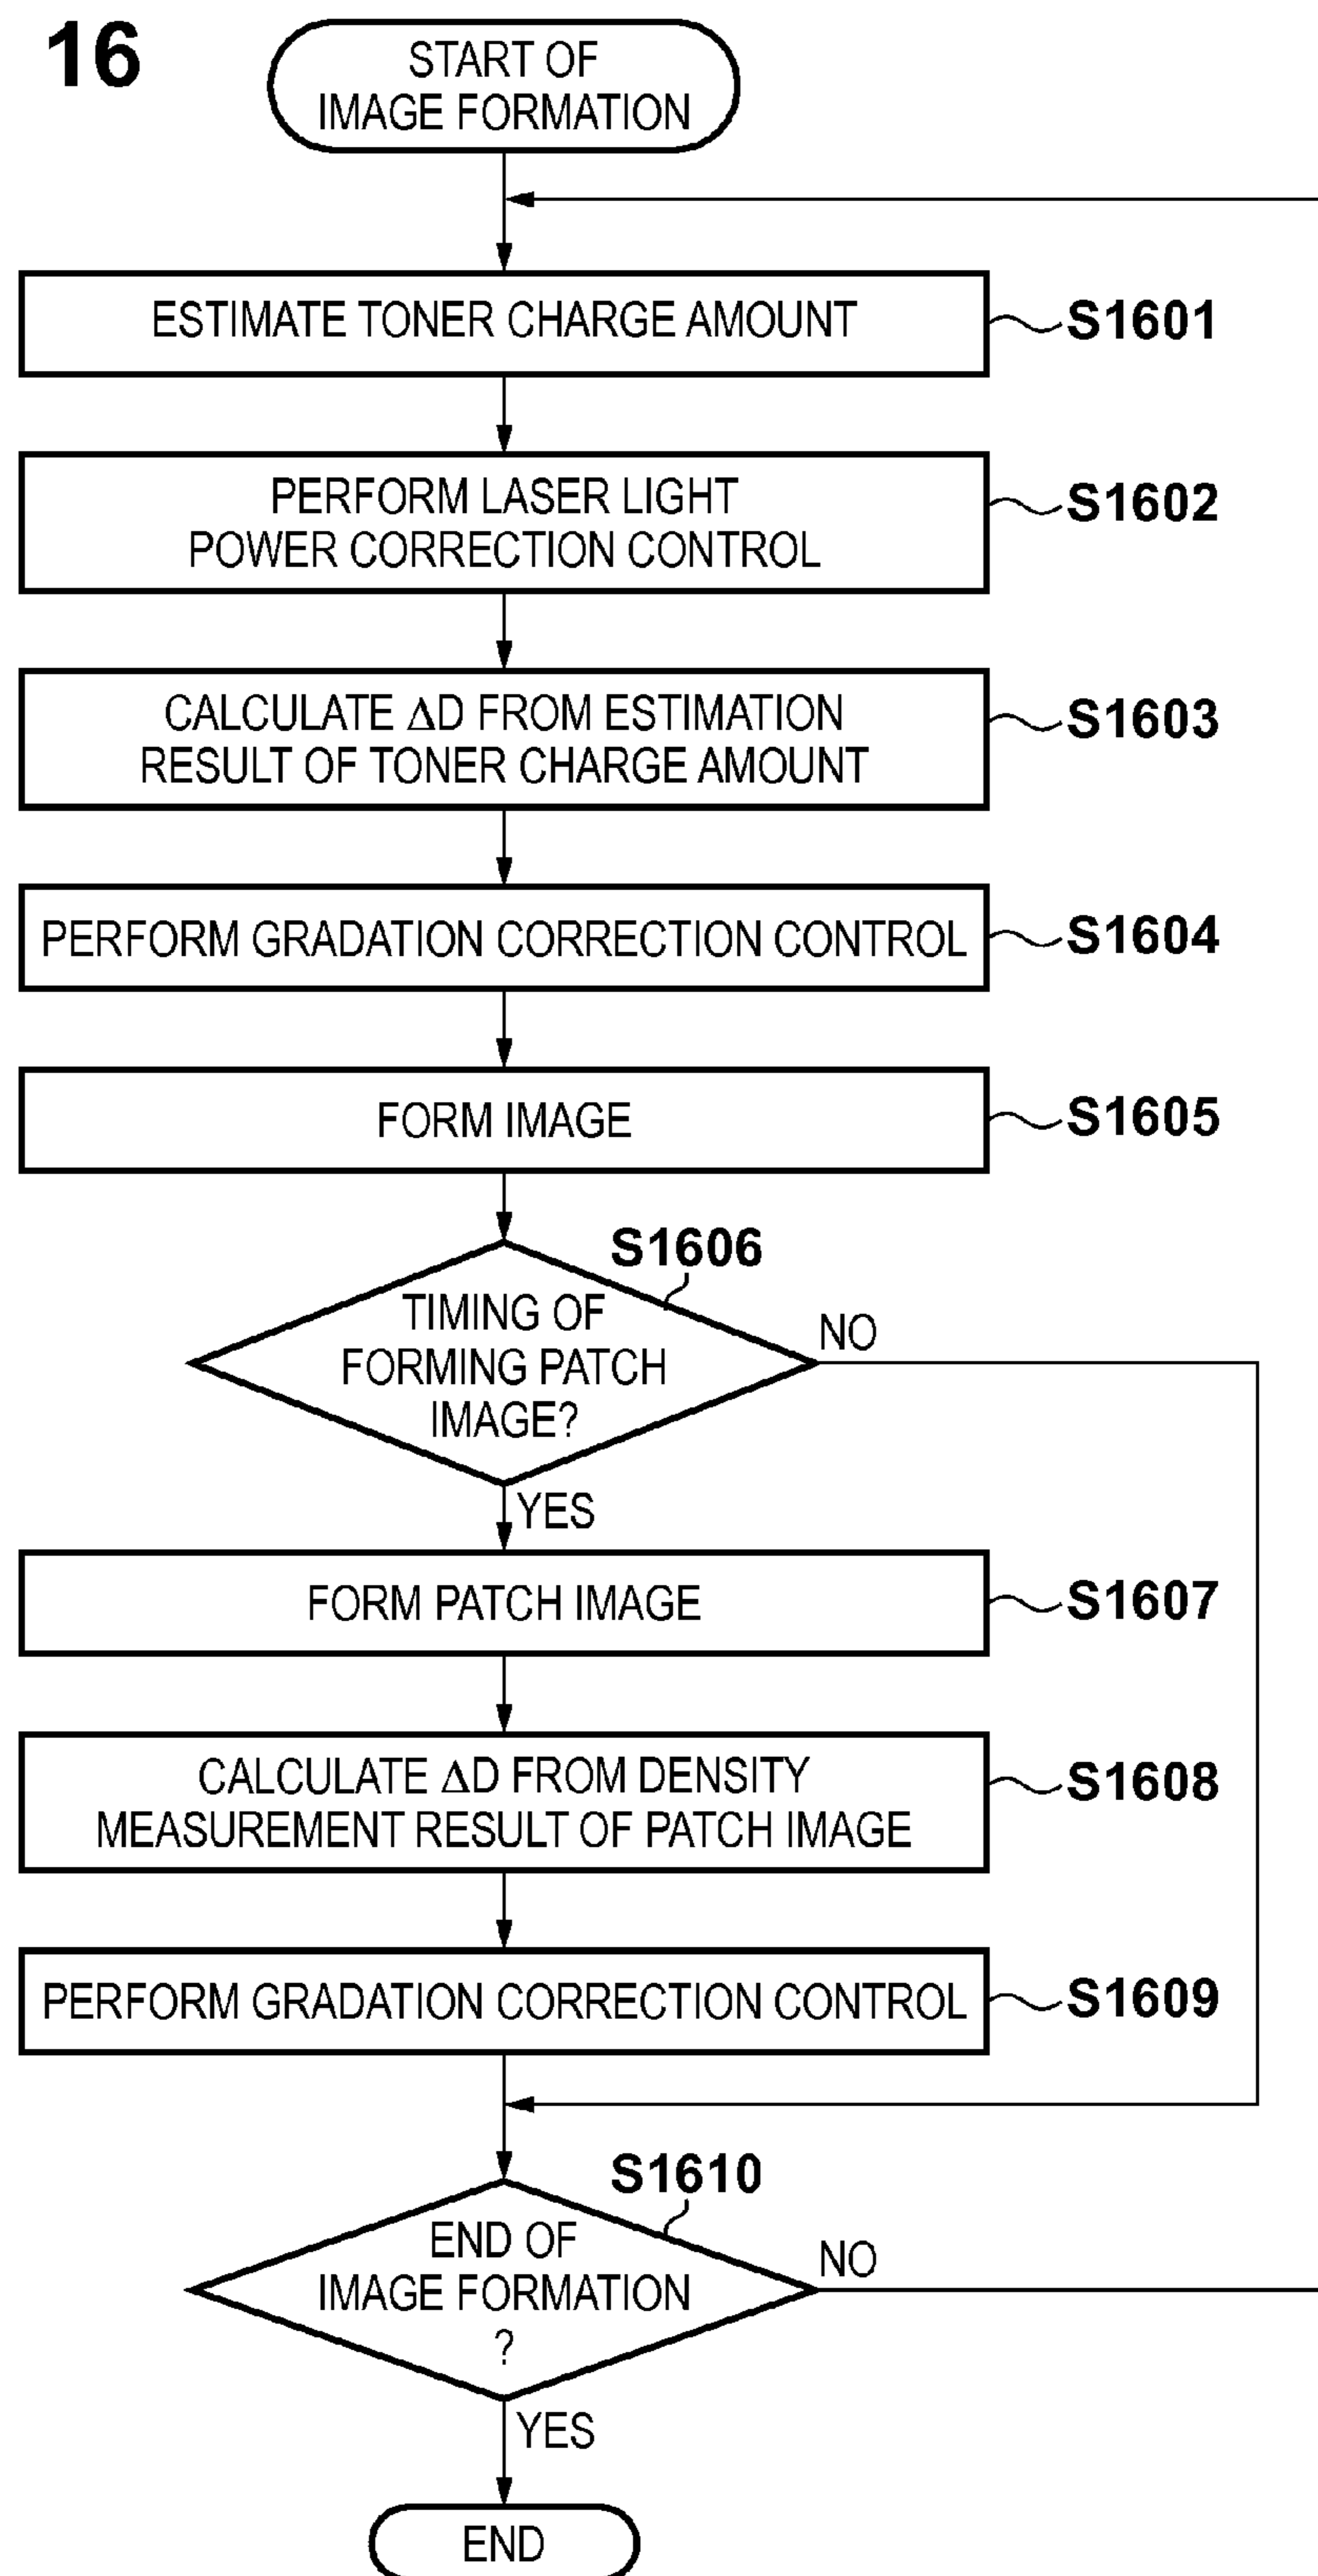 16
START OF
IMAGE FORMATION
ESTIMATE TONER CHARGE AMOUNT
S1601
PERFORM LASER LIGHT
POWER CORRECTION CONTROL
S1602
CALCULATE ΔD FROM ESTIMATION
RESULT OF TONER CHARGE AMOUNT
S1603
PERFORM GRADATION CORRECTION CONTROL
S1604
FORM IMAGE
S1605
S1606
TIMING OF
FORMING PATCH
IMAGE?
NO
YES
FORM PATCH IMAGE
S1607
CALCULATE ΔD FROM DENSITY
MEASUREMENT RESULT OF PATCH IMAGE
S1608
PERFORM GRADATION CORRECTION CONTROL
S1609
S1610
END OF
IMAGE FORMATION
?
NO
YES
END